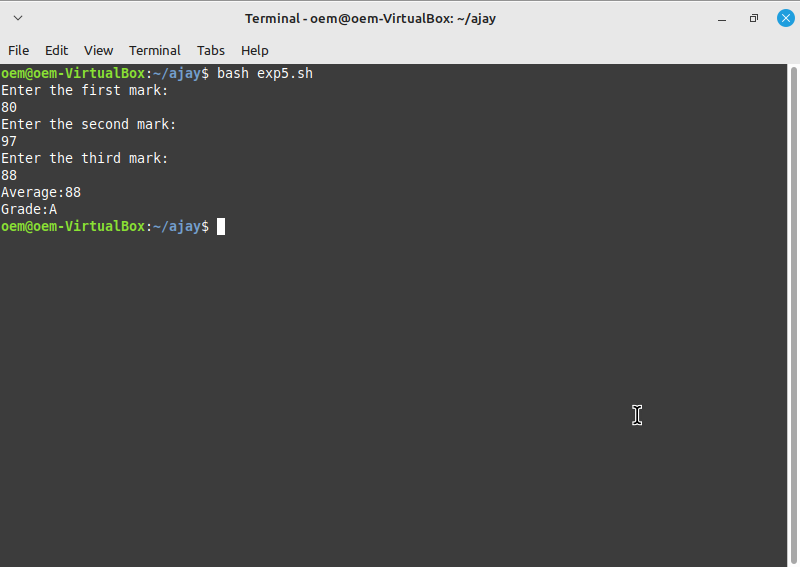 Terminal - oem@oem-VirtualBox: ~/ajay
File Edit View Terminal Tabs Help
oem@oem-VirtualBox:~/ajay$ bash exp5.sh
Enter the first mark:
80
Enter the second mark:
97
Enter the third mark:
88
Average:88
Grade:A
oem@oem-VirtualBox:~/ajay$